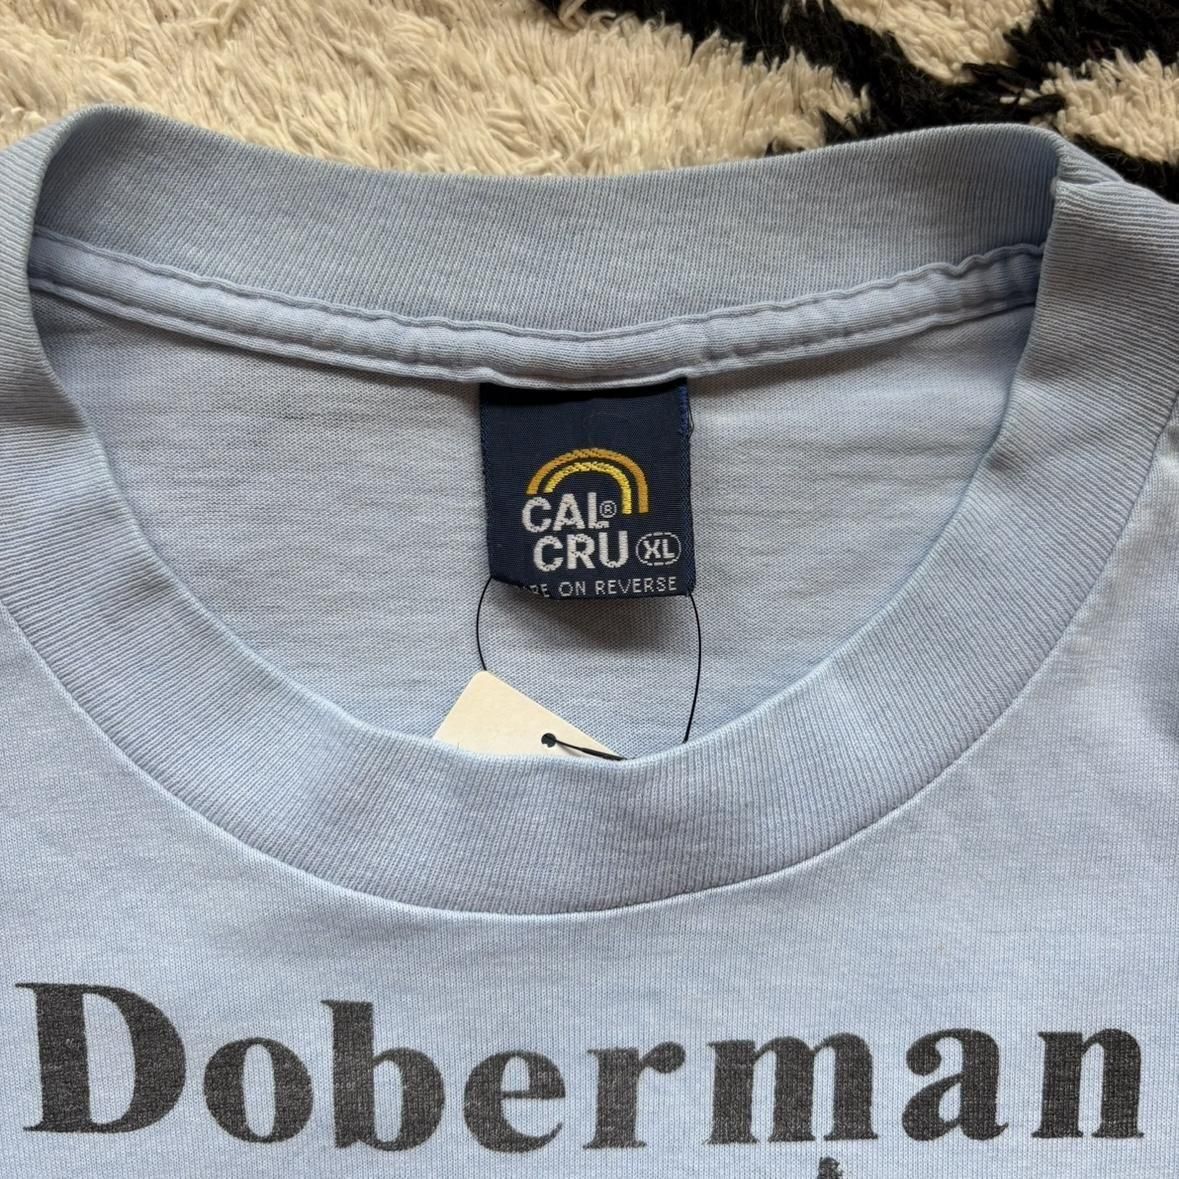 CAL®
CRU XL
ON REVERSE
Doberman